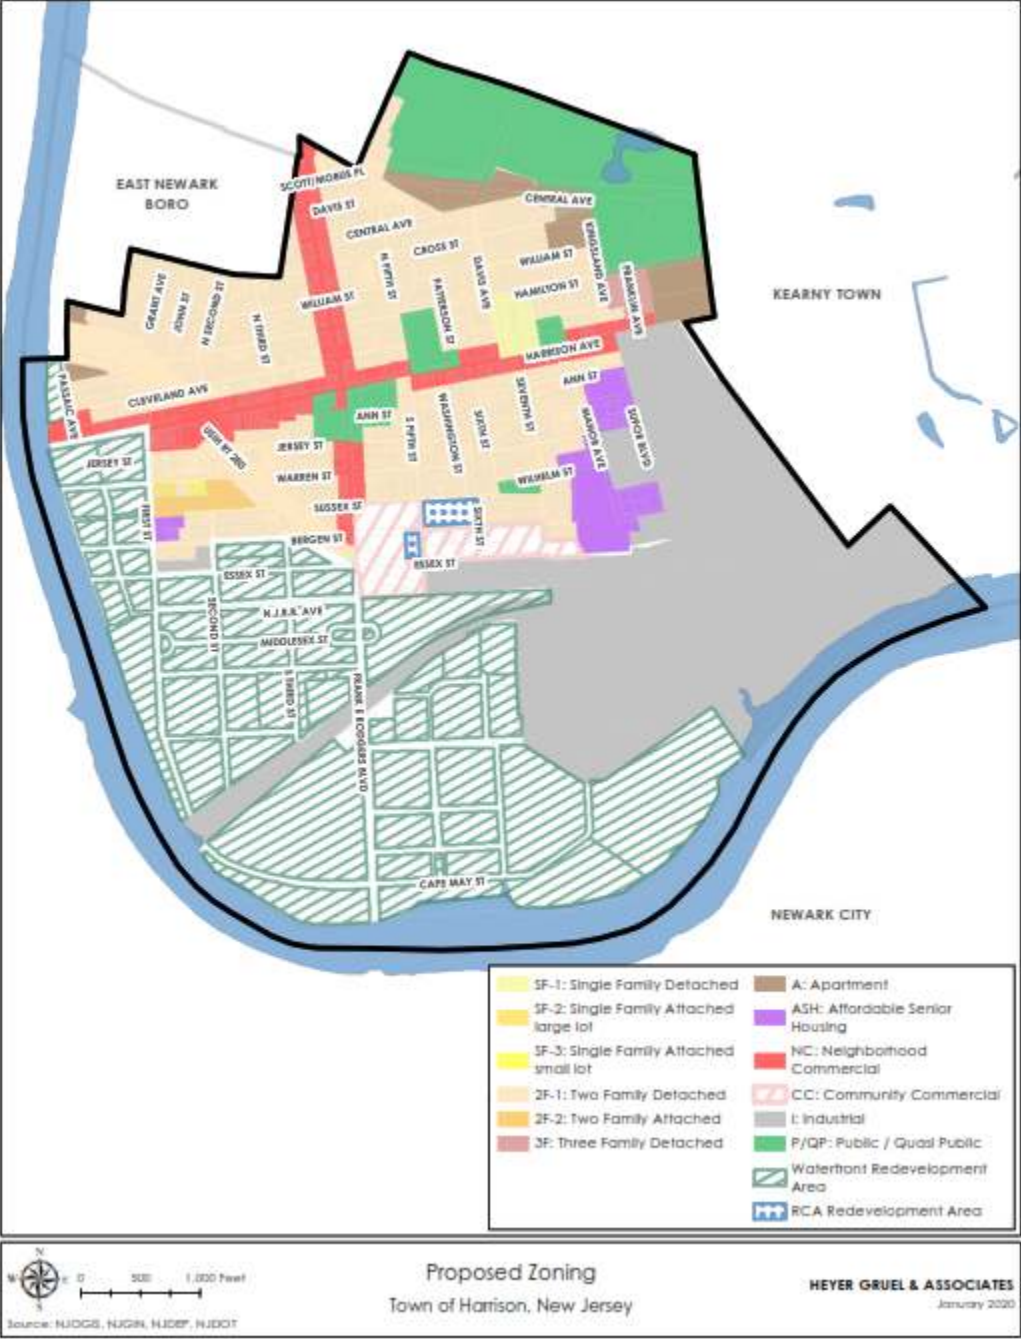 EAST NEWARK
BORO
SCOTT MOBUS PL
DAVIS ST
CENTRAL AVE
CENTRAL AVE
CROSS ST
N FIFTH ST
DAVIS AVE
WILLIAM ST
KINGSLAND AVE
FRANKLIN AVE
KEARNY TOWN
GRANT AVE
JOHN ST
N SECOND ST
N THIRD ST
WILLIAM ST
PATTERSON ST
HAMILTON ST
HARRISON AVE
PASSAIC AVE
CLEVELAND AVE
ANN ST
ANN ST
S FIFTH ST
WASHINGTON ST
SIXTH ST
SEVENTH ST
MANOR AVE
SUPOR BLVD
USH RT 280
JERSEY ST
JERSEY ST
WARREN ST
WILHELM ST
SUSSEX ST
FIRST ST
SIXTH ST
BERGEN ST
ESSEX ST
ESSEX ST
SECOND ST
N.J.R.R. AVE
MIDDLESEX ST
S THIRD ST
FRANK E RODGERS BLVD
CAPE MAY ST
NEWARK CITY
SF-1: Single Family Detached
SF-2: Single Family Attached
large lot
SF-3: Single Family Attached
small lot
2F-1: Two Family Detached
2F-2: Two Family Attached
3F: Three Family Detached
A: Apartment
ASH: Affordable Senior
Housing
NC: Neighborhood
Commercial
CC: Community Commercial
I: Industrial
P/QP: Public / Quasi Public
Waterfront Redevelopment
Area
RCA Redevelopment Area
N
W
E
S
0 500 1,000 Feet
Source: NJOGIS, NJGIN, NJDEP, NJDOT
Proposed Zoning
Town of Harrison, New Jersey
HEYER GRUEL & ASSOCIATES
January 2020